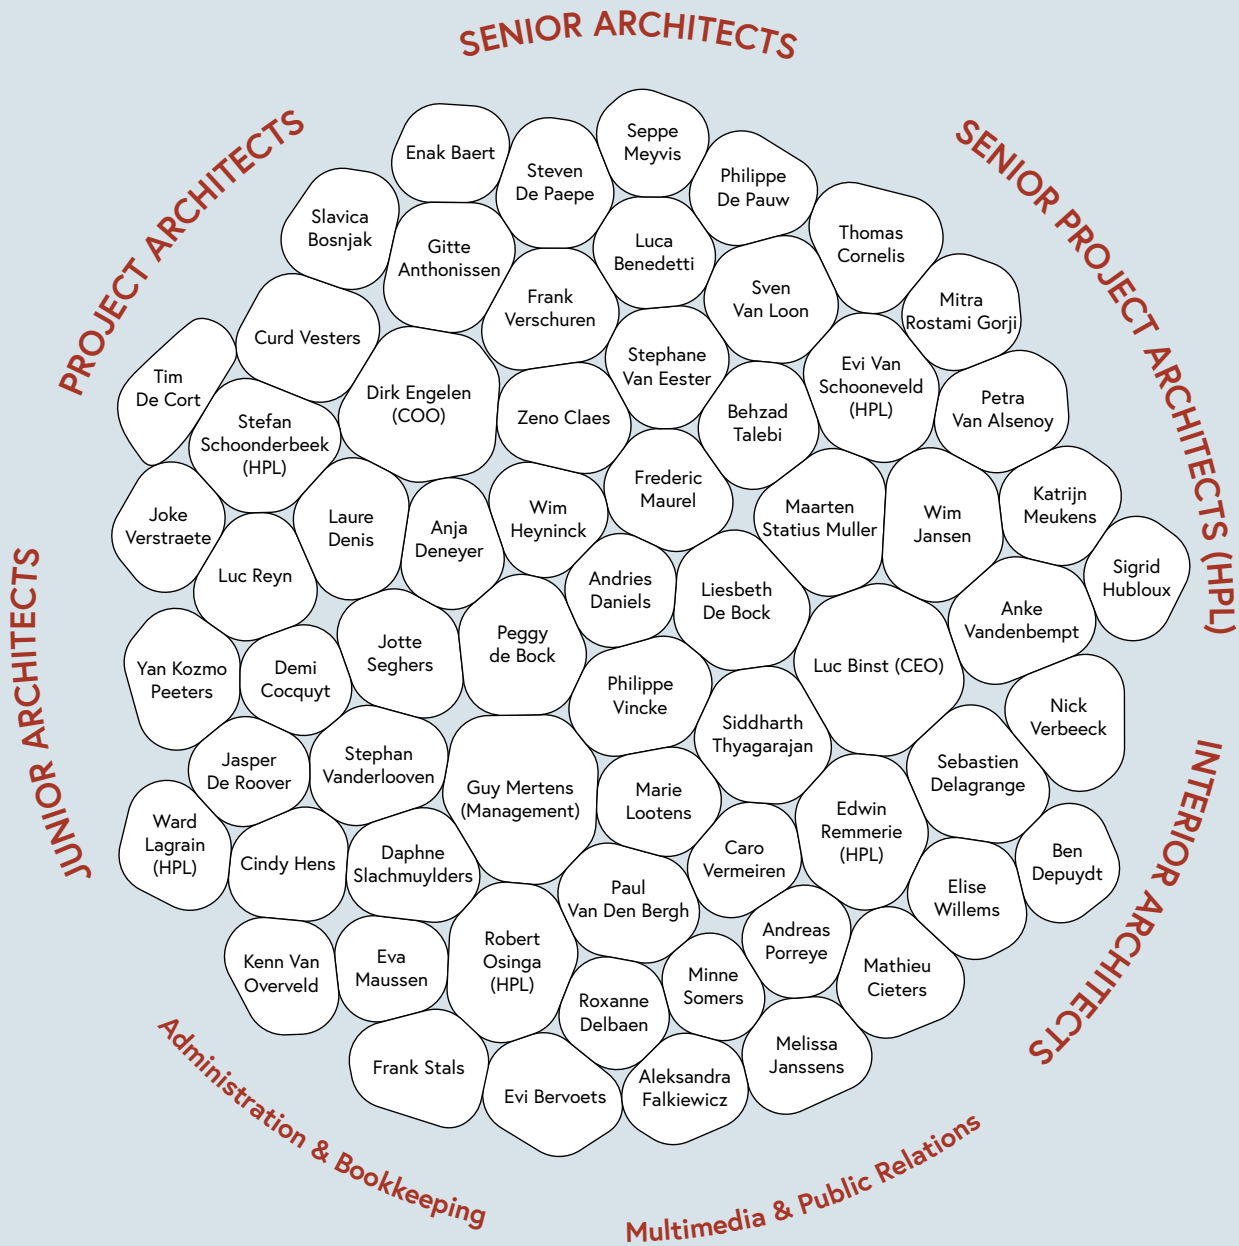 SENIOR ARCHITECTS
PROJECT ARCHITECTS
SENIOR PROJECT ARCHITECTS (HPL)
JUNIOR ARCHITECTS
INTERIOR ARCHITECTS
Administration & Bookkeeping
Multimedia & Public Relations
Enak Baert
Steven
De Paepe
Seppe
Meyvis
Philippe
De Pauw
Slavica
Bosnjak
Gitte
Anthonissen
Luca
Benedetti
Thomas
Cornelis
Frank
Verschuren
Sven
Van Loon
Mitra
Rostami Gorji
Curd Vesters
Tim
De Cort
Dirk Engelen
(COO)
Stephane
Van Eester
Evi Van
Schooneveld
(HPL)
Petra
Van Alsenoy
Stefan
Schoonderbeek
(HPL)
Zeno Claes
Behzad
Talebi
Joke
Verstraete
Laure
Denis
Anja
Deneyer
Wim
Heyninck
Frederic
Maurel
Maarten
Statius Muller
Wim
Jansen
Katrijn
Meukens
Luc Reyn
Andries
Daniels
Liesbeth
De Bock
Sigrid
Hubloux
Anke
Vandenbempt
Yan Kozmo
Peeters
Demi
Cocquyt
Jotte
Seghers
Peggy
de Bock
Philippe
Vincke
Luc Binst (CEO)
Siddharth
Thyagarajan
Nick
Verbeeck
Jasper
De Roover
Stephan
Vanderlooven
Guy Mertens
(Management)
Marie
Lootens
Sebastien
Delagrange
Ward
Lagrain
(HPL)
Cindy Hens
Daphne
Slachmuylders
Caro
Vermeiren
Edwin
Remmerie
(HPL)
Ben
Depuydt
Paul
Van Den Bergh
Elise
Willems
Kenn Van
Overveld
Eva
Maussen
Robert
Osinga
(HPL)
Andreas
Porreye
Minne
Somers
Mathieu
Cieters
Roxanne
Delbaen
Frank Stals
Evi Bervoets
Aleksandra
Falkiewicz
Melissa
Janssens